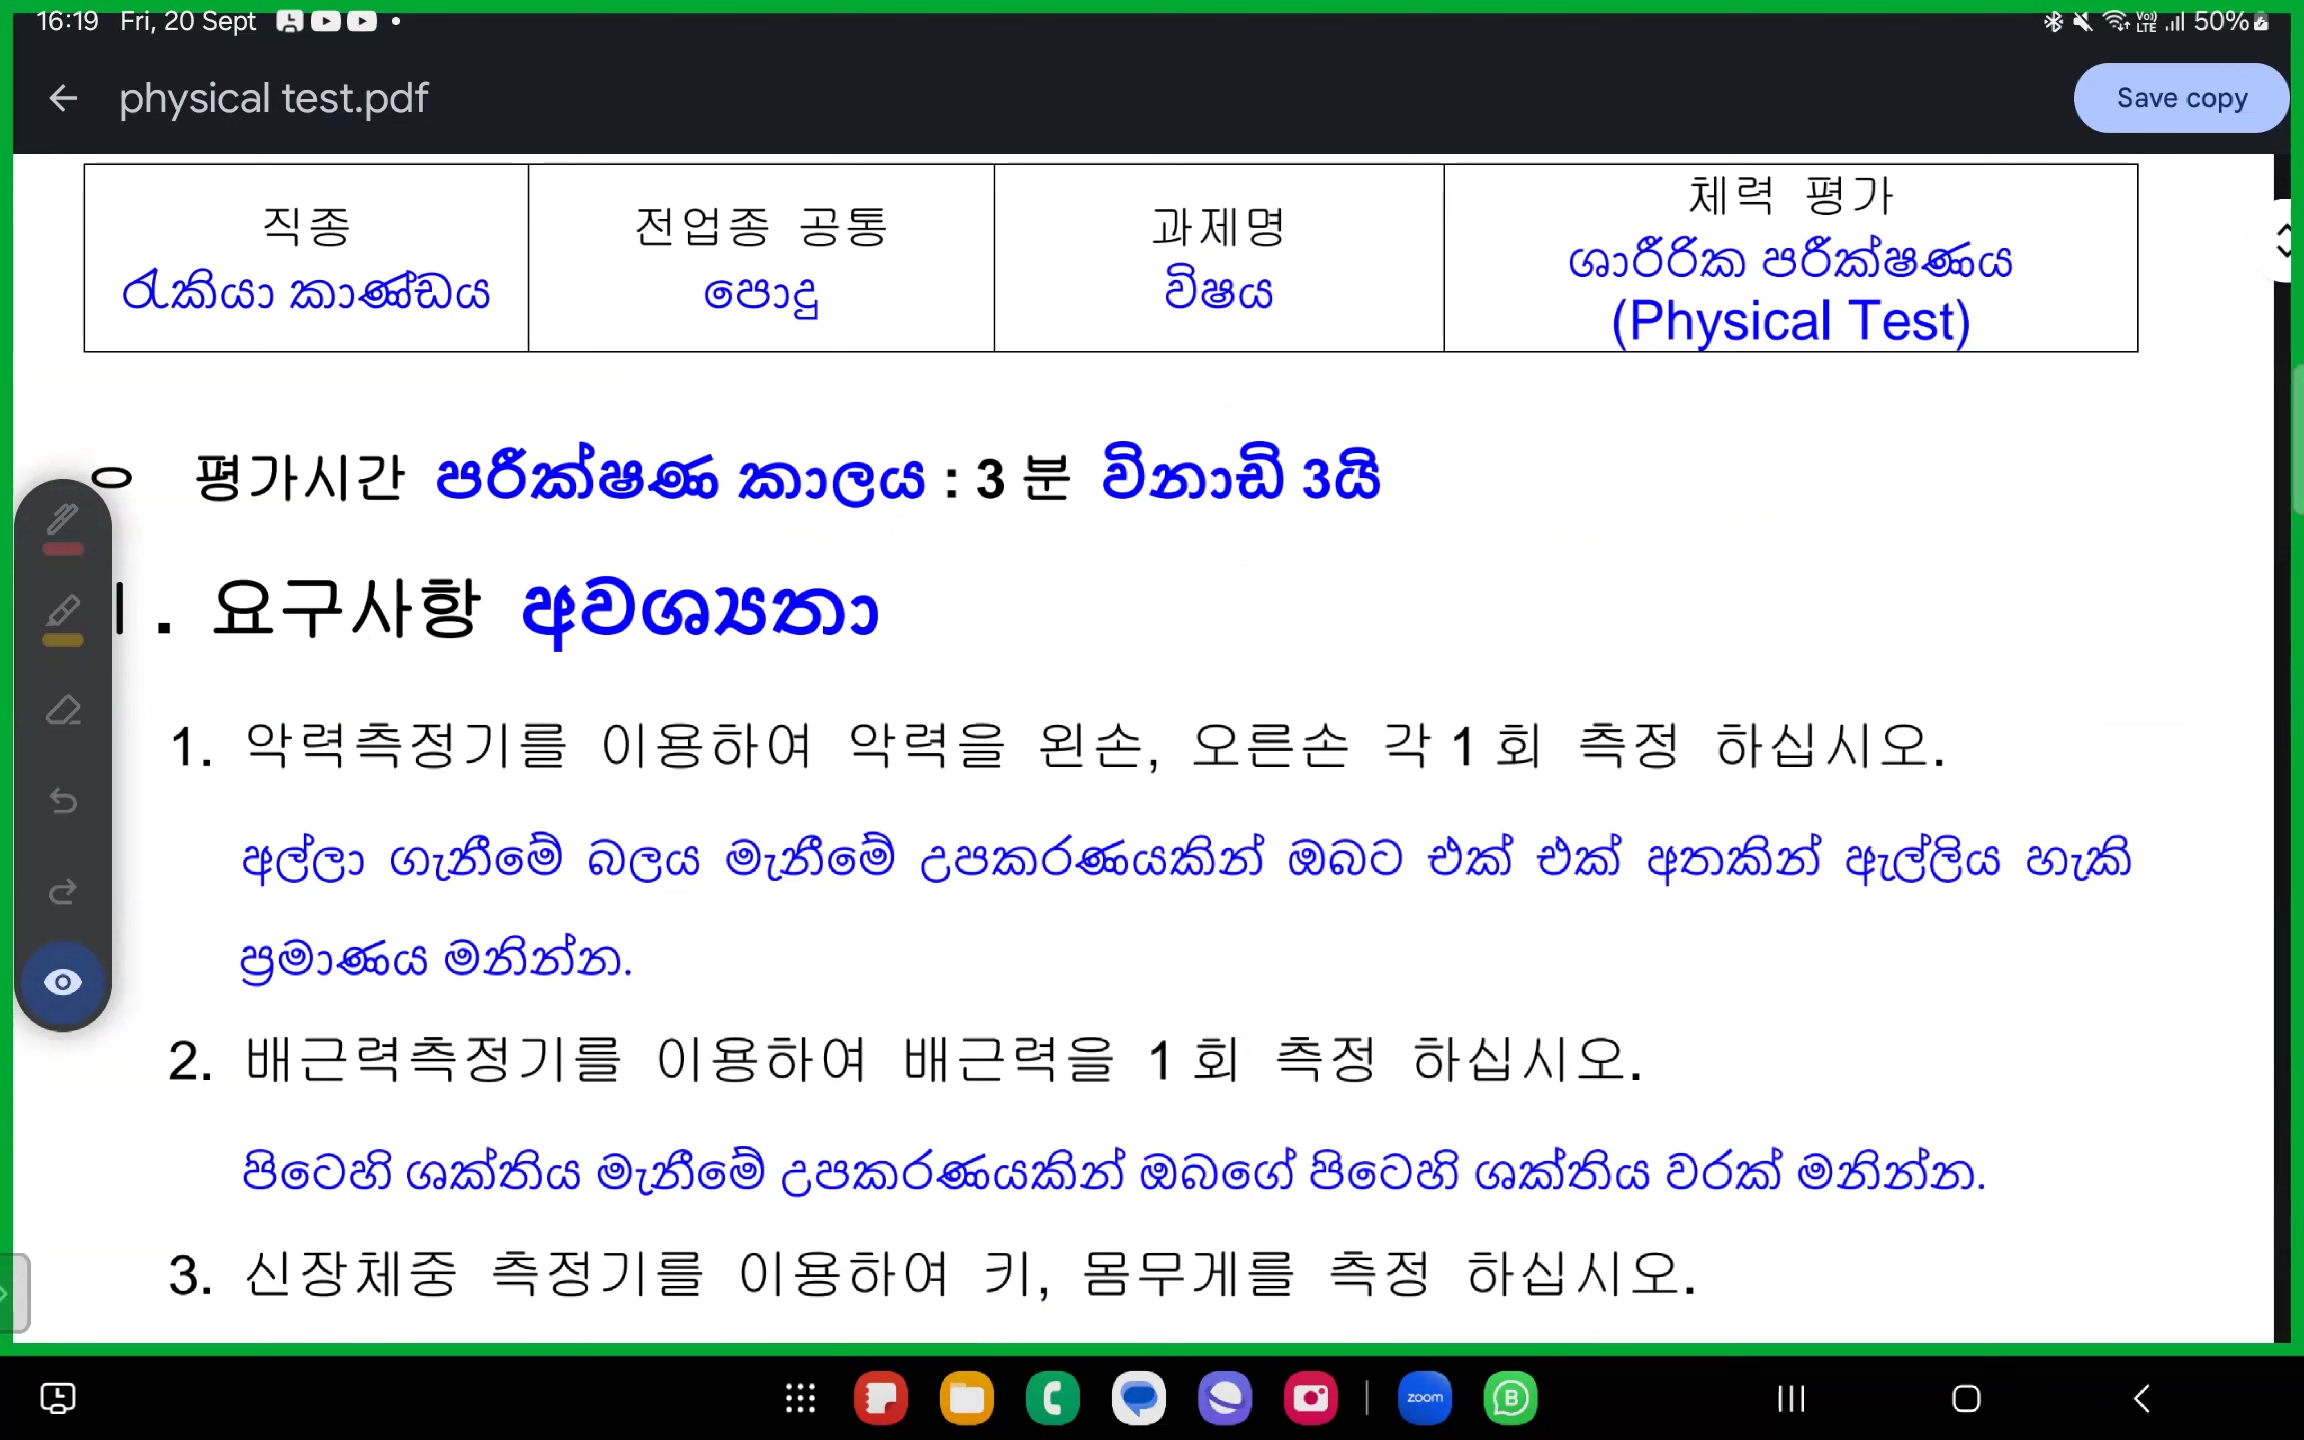 16:19 Fri, 20 Sept
50%
physical test.pdf
Save copy
직종
රැකියා කාණ්ඩය
전업종 공통
පොදු
과제명
විෂය
체력 평가
ශාරීරික පරීක්ෂණය
(Physical Test)
ㅇ 평가시간 පරීක්ෂණ කාලය : 3 분 විනාඩි 3යි
Ⅰ. 요구사항 අවශ්‍යතා
1. 악력측정기를 이용하여 악력을 왼손, 오른손 각 1 회 측정 하십시오.
අල්ලා ගැනීමේ බලය මැනීමේ උපකරණයකින් ඔබට එක් එක් අතකින් ඇල්ලිය හැකි
ප්‍රමාණය මනින්න.
2. 배근력측정기를 이용하여 배근력을 1 회 측정 하십시오.
පිටෙහි ශක්තිය මැනීමේ උපකරණයකින් ඔබගේ පිටෙහි ශක්තිය වරක් මනින්න.
3. 신장체중 측정기를 이용하여 키, 몸무게를 측정 하십시오.
zoom